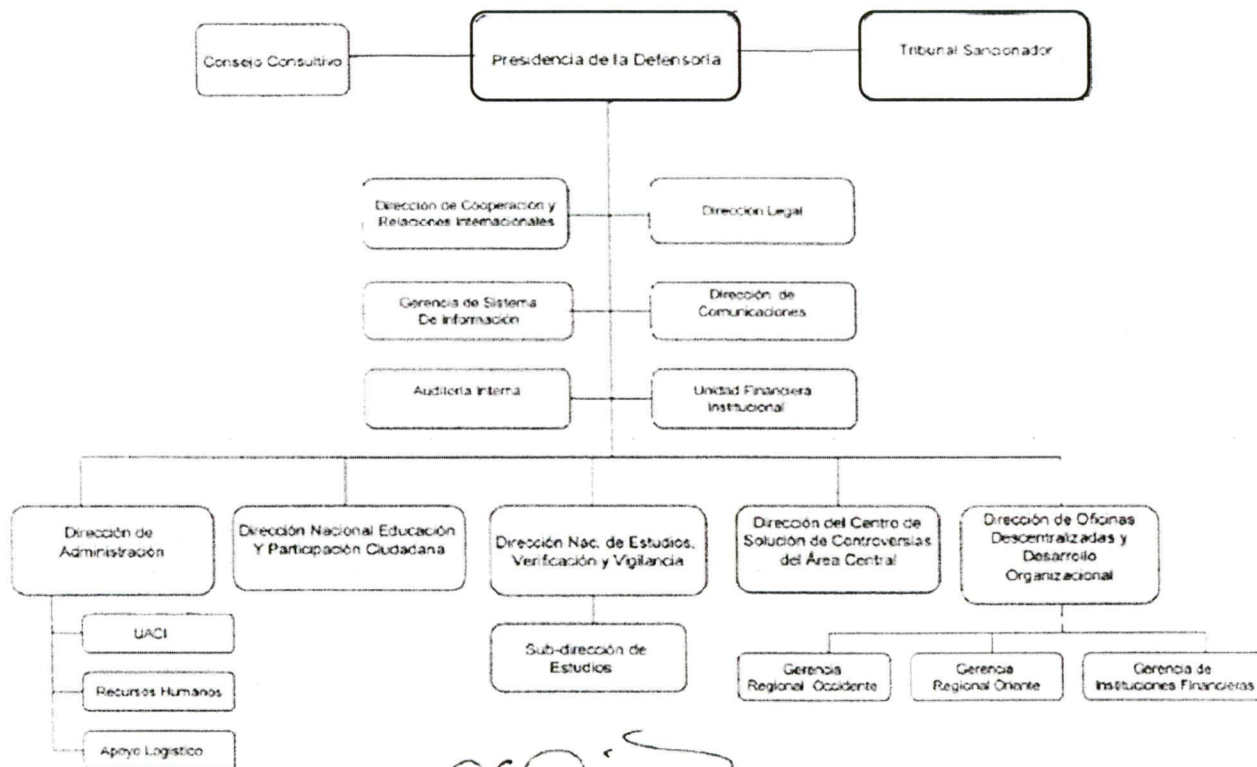 Consejo Consultivo
Presidencia de la Defensoría
Tribunal Sancionador
Dirección de Cooperación y
Relaciones Internacionales
Dirección Legal
Gerencia de Sistema
De Información
Dirección de
Comunicaciones
Auditoría Interna
Unidad Financiera
Institucional
Dirección de
Administración
Dirección Nacional Educación
Y Participación Ciudadana
Dirección Nac. de Estudios,
Verificación y Vigilancia
Dirección del Centro de
Solución de Controversias
del Área Central
Dirección de Oficinas
Descentralizadas y
Desarrollo
Organizacional
UACI
Recursos Humanos
Apoyo Logístico
Sub-dirección de
Estudios
Gerencia
Regional Occidente
Gerencia
Regional Oriente
Gerencia de
Instituciones Financieras